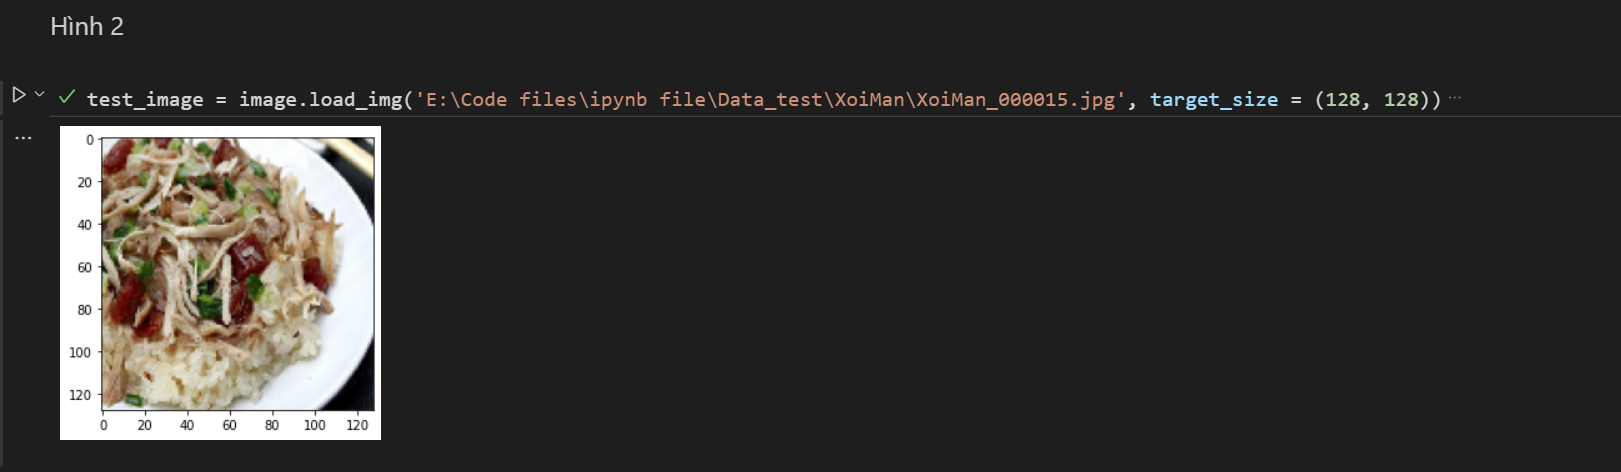 Hình 2
test_image = image.load_img('E:\Code files\ipynb file\Data_test\XoiMan\XoiMan_000015.jpg', target_size = (128, 128)) ...
...
0
20
40
60
80
100
120
0 20 40 60 80 100 120